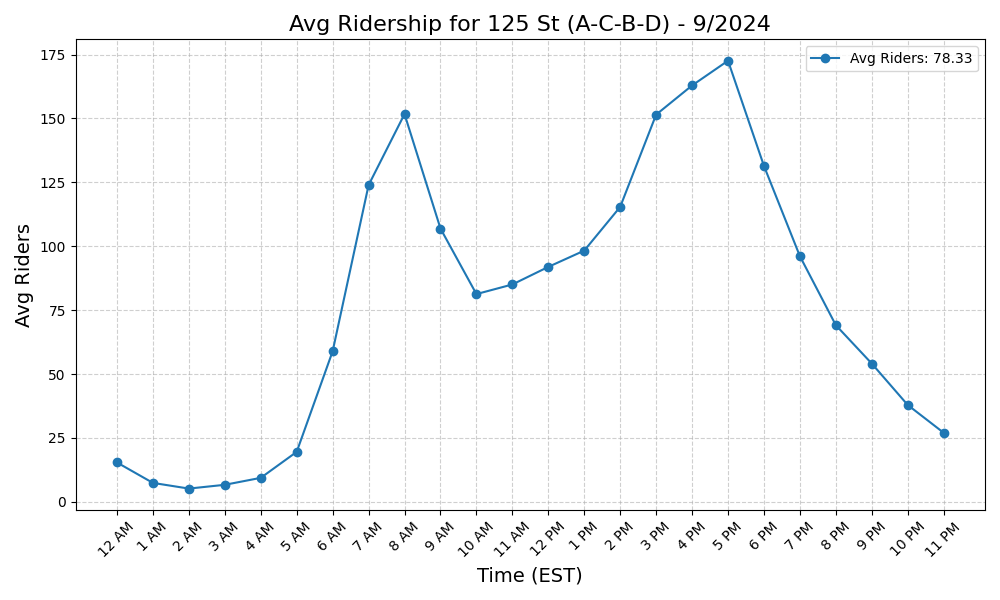 Avg Ridership for 125 St (A-C-B-D) - 9/2024
Avg Riders: 78.33
Avg Riders
175
150
125
100
75
50
25
0
12 AM
1 AM
2 AM
3 AM
4 AM
5 AM
6 AM
7 AM
8 AM
9 AM
10 AM
11 AM
12 PM
1 PM
2 PM
3 PM
4 PM
5 PM
6 PM
7 PM
8 PM
9 PM
10 PM
11 PM
Time (EST)